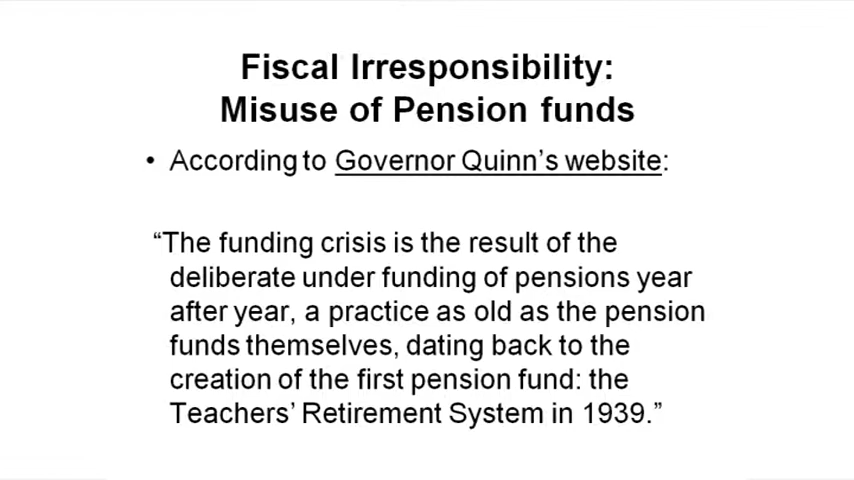 Fiscal Irresponsibility:
Misuse of Pension funds
• According to Governor Quinn’s website:
“The funding crisis is the result of the
deliberate under funding of pensions year
after year, a practice as old as the pension
funds themselves, dating back to the
creation of the first pension fund: the
Teachers’ Retirement System in 1939.”